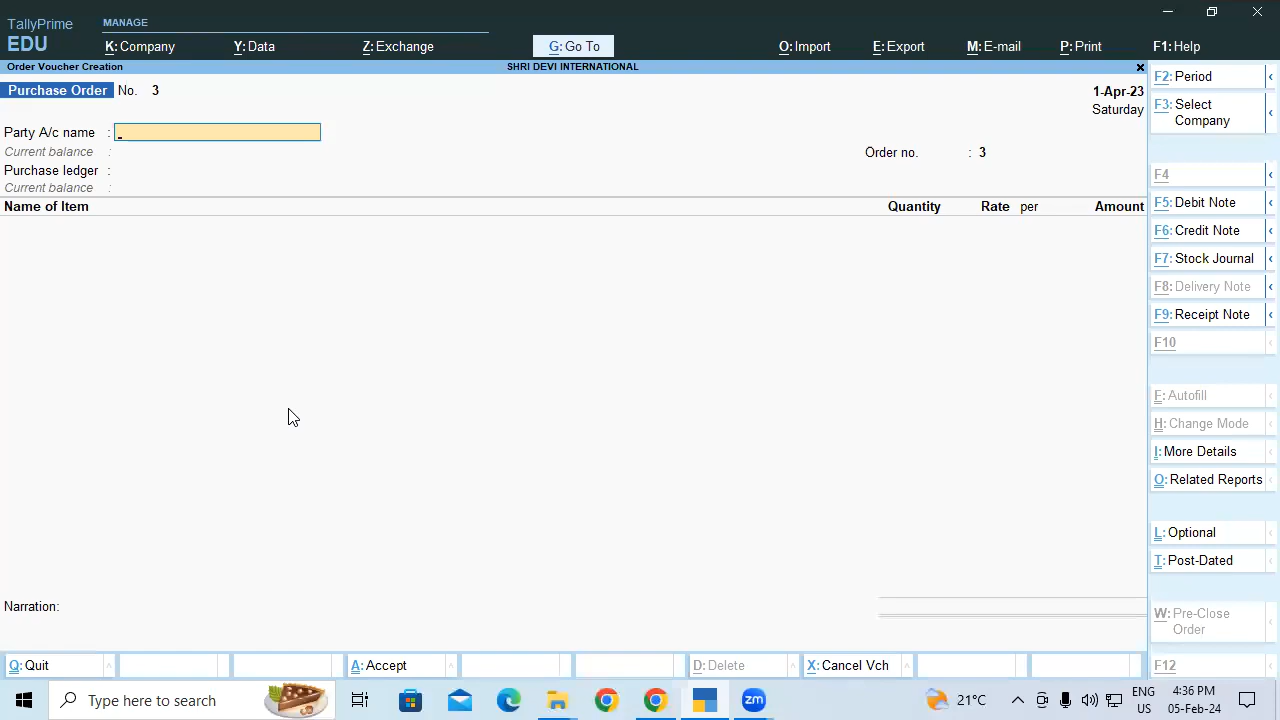 TallyPrime
EDU
MANAGE
K: Company
Y: Data
Z: Exchange
G: Go To
O: Import
E: Export
M: E-mail
P: Print
F1: Help
Order Voucher Creation
SHRI DEVI INTERNATIONAL
Purchase Order No. 3
1-Apr-23
Saturday
Party A/c name :
Current balance :
Order no. : 3
Purchase ledger :
Current balance :
Name of Item
Quantity
Rate per
Amount
Narration:
F2: Period
F3: Select
Company
F4
F5: Debit Note
F6: Credit Note
F7: Stock Journal
F8: Delivery Note
F9: Receipt Note
F10
F: Autofill
H: Change Mode
I: More Details
O: Related Reports
L: Optional
T: Post-Dated
W: Pre-Close
Order
F12
Q: Quit
A: Accept
D: Delete
X: Cancel Vch
Type here to search
21°C
ENG
US
4:36 PM
05-Feb-24